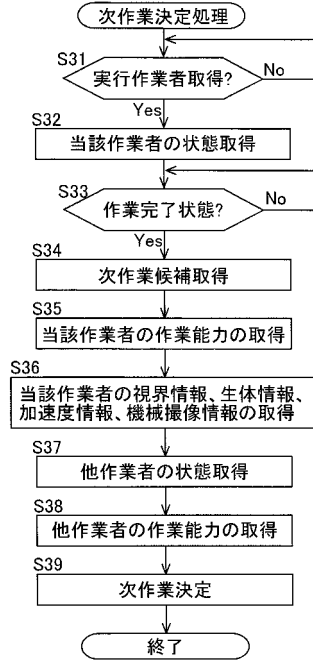 次作業決定処理
S31
実行作業者取得?
No
Yes
S32
当該作業者の状態取得
S33
作業完了状態?
No
Yes
S34
次作業候補取得
S35
当該作業者の作業能力の取得
S36
当該作業者の視界情報、生体情報、
加速度情報、機械撮像情報の取得
S37
他作業者の状態取得
S38
他作業者の作業能力の取得
S39
次作業決定
終了